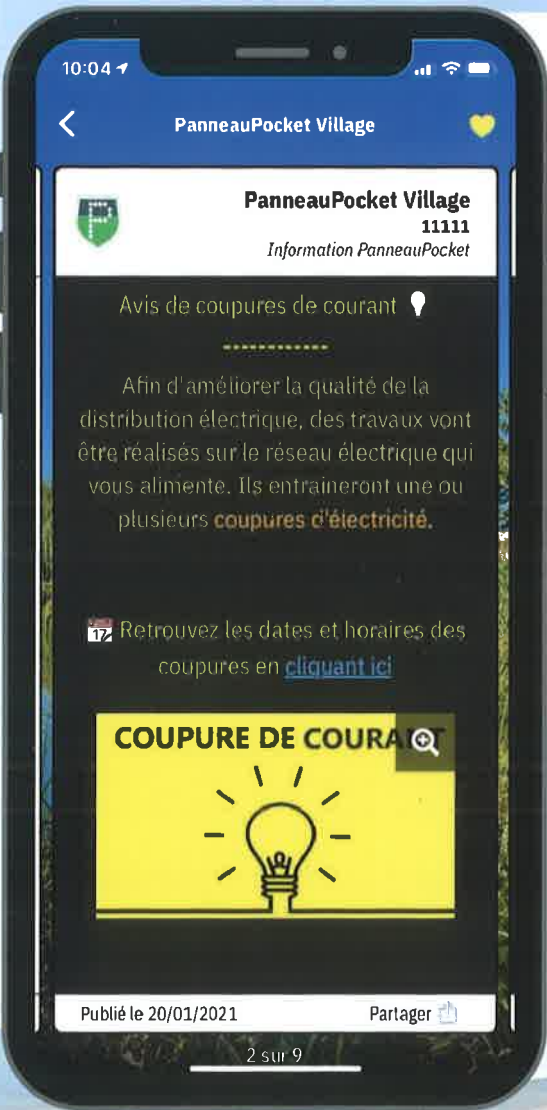 10:04
PanneauPocket Village
PanneauPocket Village
11111
Information PanneauPocket
Avis de coupures de courant
------------
Afin d'améliorer la qualité de la
distribution électrique, des travaux vont
être réalisés sur le réseau électrique qui
vous alimente. Ils entraineront une ou
plusieurs coupures d'électricité.
17 Retrouvez les dates et horaires des
coupures en cliquant ici
COUPURE DE COURANT
Publié le 20/01/2021 Partager
2 sur 9